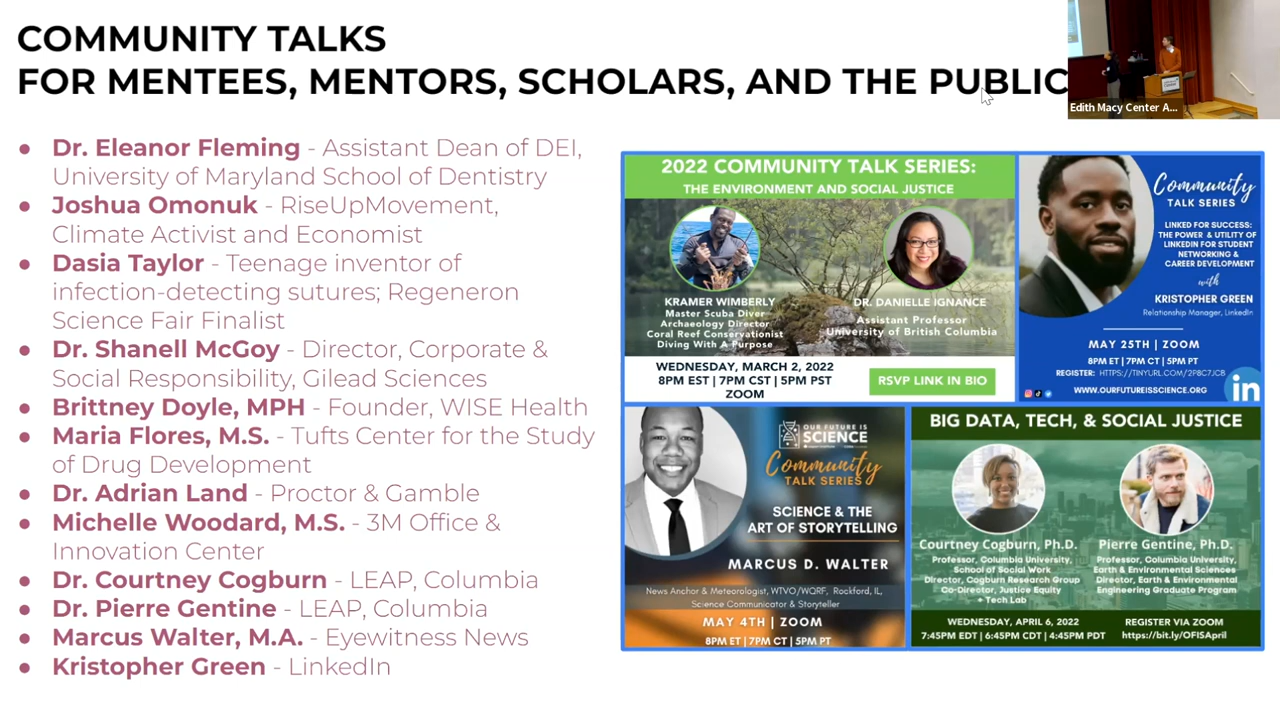 COMMUNITY TALKS
FOR MENTEES, MENTORS, SCHOLARS, AND THE PUBLIC
Edith Macy Center A...
● Dr. Eleanor Fleming - Assistant Dean of DEI,
University of Maryland School of Dentistry
● Joshua Omonuk - RiseUpMovement,
Climate Activist and Economist
● Dasia Taylor - Teenage inventor of
infection-detecting sutures; Regeneron
Science Fair Finalist
● Dr. Shanell McGoy - Director, Corporate &
Social Responsibility, Gilead Sciences
● Brittney Doyle, MPH - Founder, WISE Health
● Maria Flores, M.S. - Tufts Center for the Study
of Drug Development
● Dr. Adrian Land - Proctor & Gamble
● Michelle Woodard, M.S. - 3M Office &
Innovation Center
● Dr. Courtney Cogburn - LEAP, Columbia
● Dr. Pierre Gentine - LEAP, Columbia
● Marcus Walter, M.A. - Eyewitness News
● Kristopher Green - LinkedIn
2022 COMMUNITY TALK SERIES:
THE ENVIRONMENT AND SOCIAL JUSTICE
KRAMER WIMBERLY
Master Scuba Diver
Archaeology Director
Coral Reef Conservationist
Diving With A Purpose
DR. DANIELLE IGNANCE
Assistant Professor
University of British Columbia
WEDNESDAY, MARCH 2, 2022
8PM EST | 7PM CST | 5PM PST
ZOOM
RSVP LINK IN BIO
Community
TALK SERIES
LINKED FOR SUCCESS:
THE POWER & UTILITY OF
LINKEDIN FOR STUDENT
NETWORKING &
CAREER DEVELOPMENT
with
KRISTOPHER GREEN
Relationship Manager, LinkedIn
MAY 25TH | ZOOM
8PM ET | 7PM CT | 5PM PT
REGISTER: HTTPS://TINYURL.COM/2P8C7JCB
WWW.OURFUTUREISSCIENCE.ORG
in
OUR FUTURE IS
SCIENCE
Community
TALK SERIES
SCIENCE & THE
ART OF STORYTELLING
MARCUS D. WALTER
News Anchor & Meteorologist, WTVO/WQRF, Rockford, IL,
Science Communicator & Storyteller
MAY 4TH | ZOOM
8PM ET | 7PM CT | 5PM PT
BIG DATA, TECH, & SOCIAL JUSTICE
Courtney Cogburn, Ph.D.
Professor, Columbia University,
School of Social Work
Director, Cogburn Research Group
Co-Director, Justice Equity
+ Tech Lab
Pierre Gentine, Ph.D.
Professor, Columbia University,
Earth & Environmental Sciences
Director, Earth & Environmental
Engineering Graduate Program
WEDNESDAY, APRIL 6, 2022
7:45PM EDT | 6:45PM CDT | 4:45PM PDT
REGISTER VIA ZOOM
https://bit.ly/OFISApril